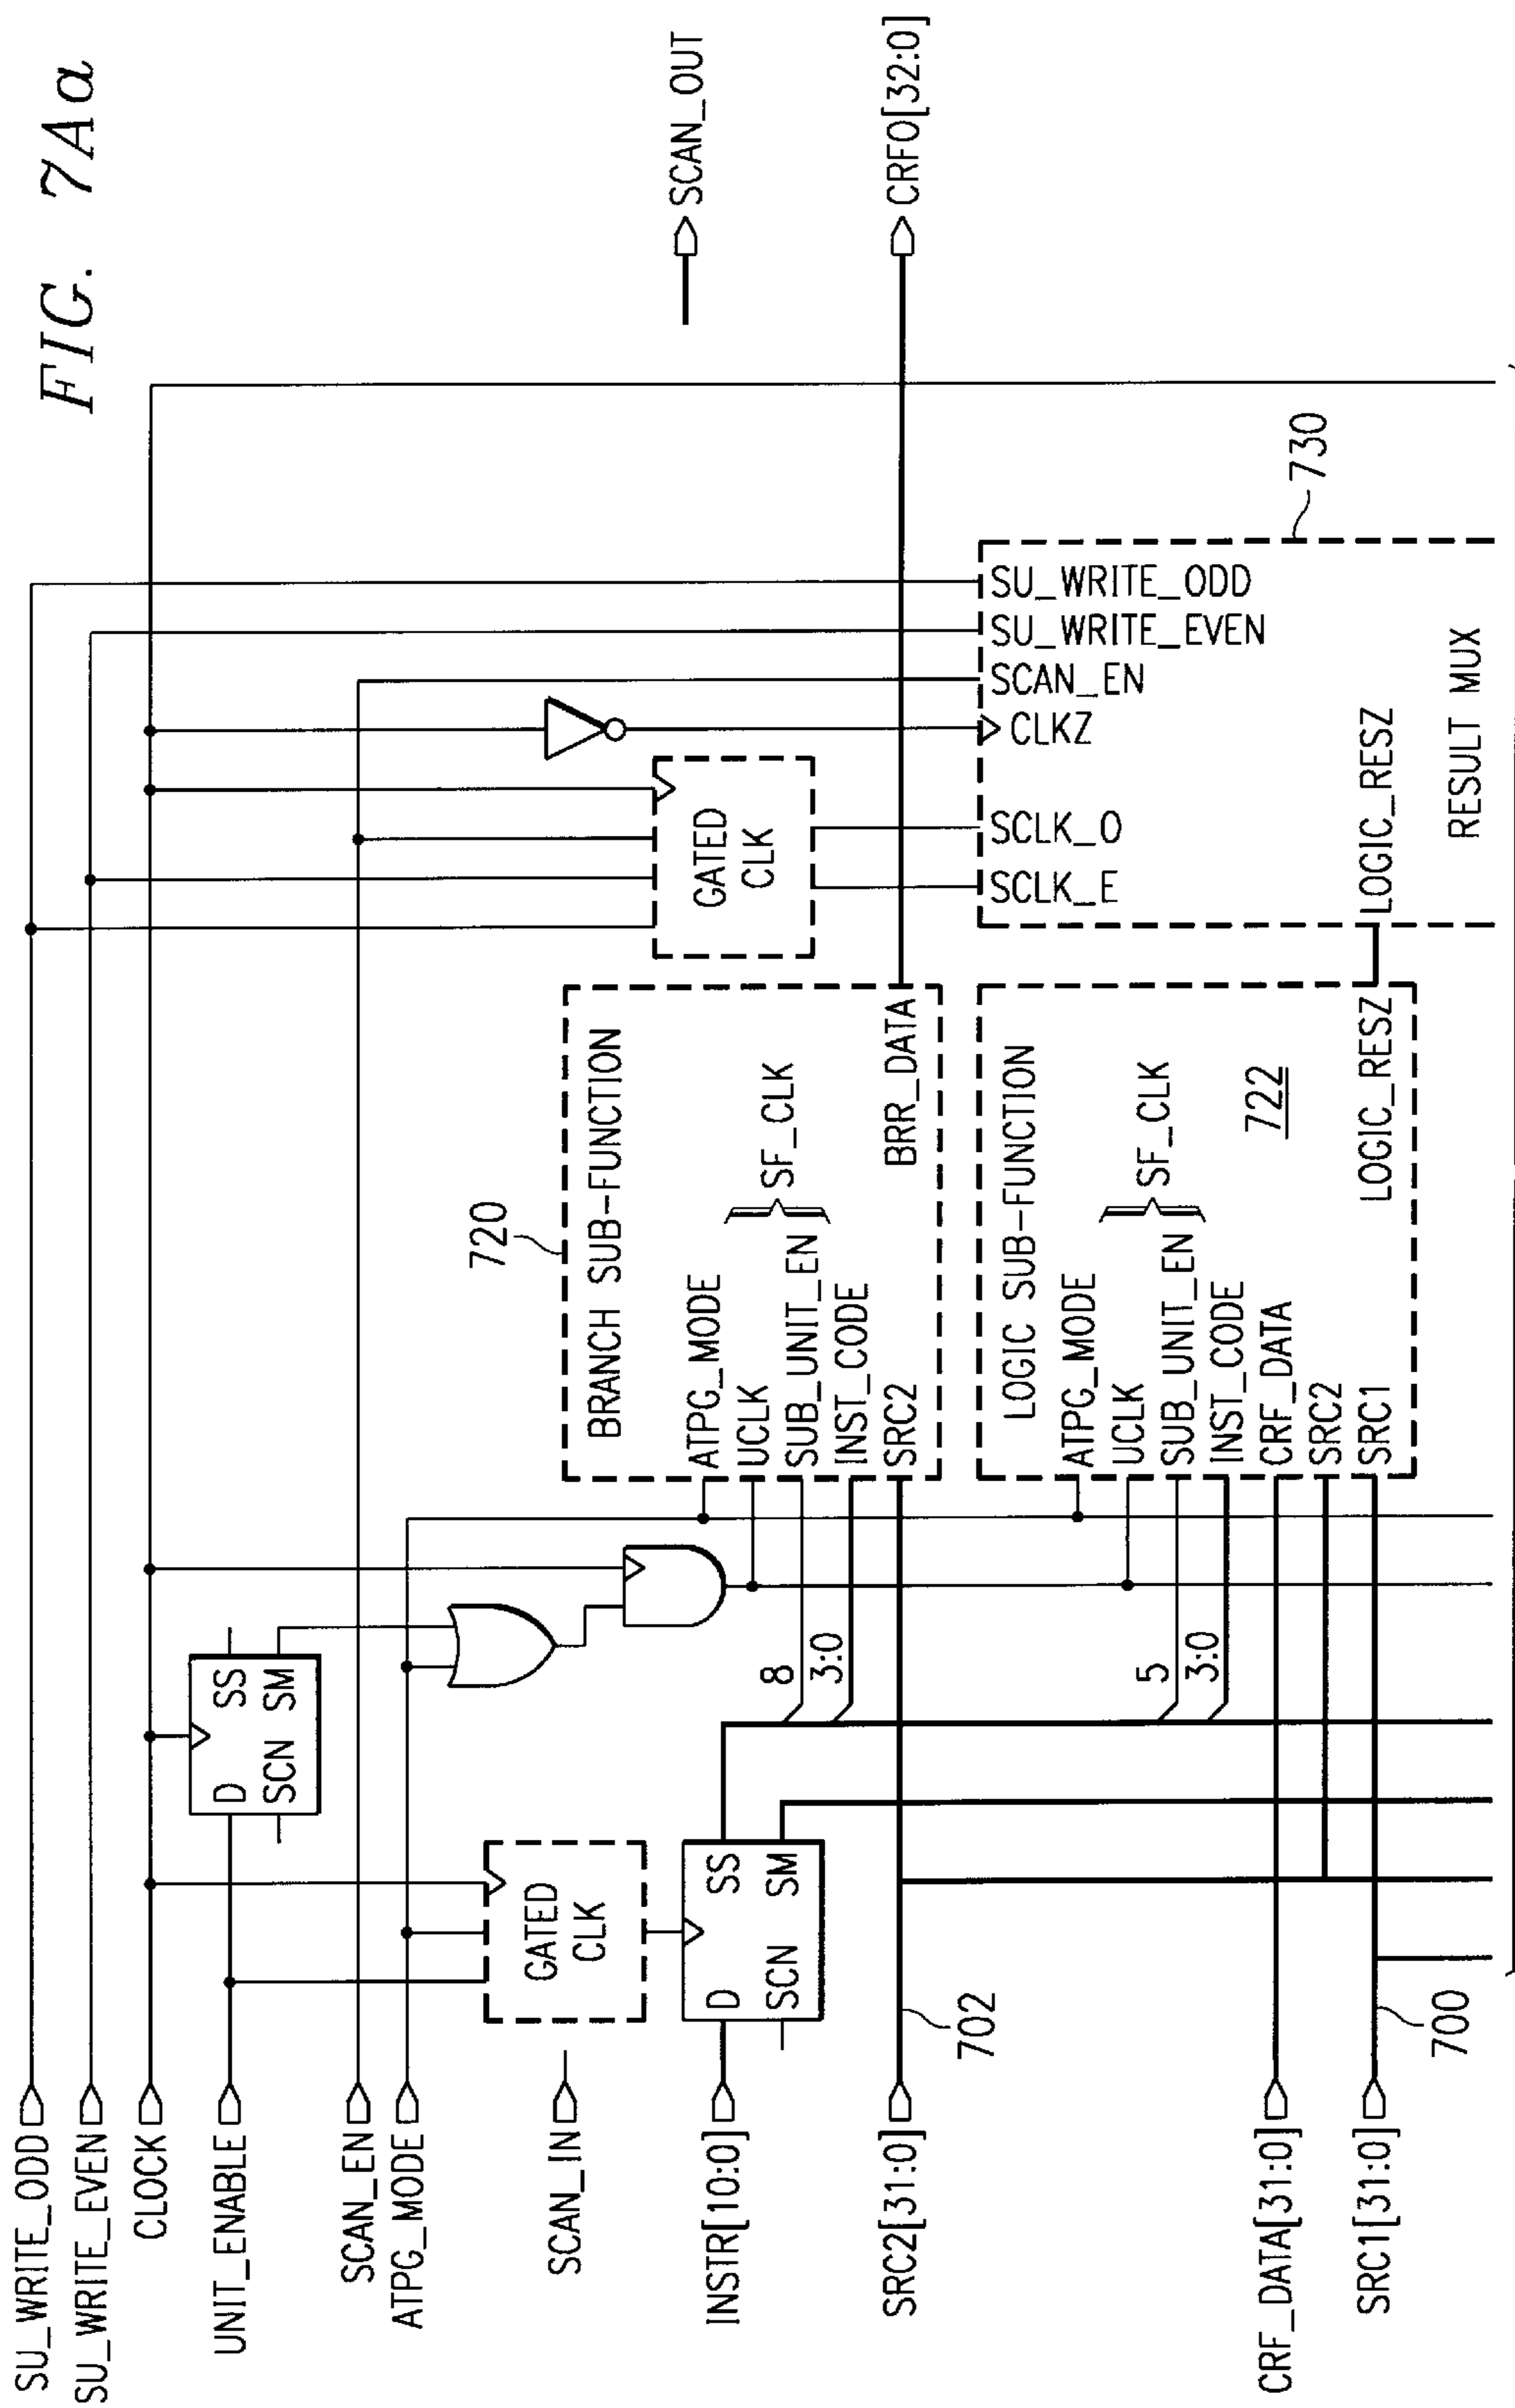 FIG. 7Aa
SU_WRITE_ODD
SU_WRITE_EVEN
CLOCK
UNIT_ENABLE
SCAN_EN
ATPG_MODE
SCAN_IN
INSTR[10:0]
SRC2[31:0]
CRF_DATA[31:0]
SRC1[31:0]
D
SS
SCN
SM
GATED
CLK
D
SS
SCN
SM
702
700
8
3:0
5
3:0
720
BRANCH SUB-FUNCTION
ATPG_MODE
UCLK
SUB_UNIT_EN
SF_CLK
INST_CODE
SRC2
BRR_DATA
LOGIC SUB-FUNCTION
ATPG_MODE
UCLK
SUB_UNIT_EN
SF_CLK
INST_CODE
CRF_DATA
722
SRC2
SRC1
LOGIC_RESZ
GATED
CLK
SU_WRITE_ODD
SU_WRITE_EVEN
SCAN_EN
CLKZ
SCLK_O
SCLK_E
LOGIC_RESZ
RESULT MUX
730
SCAN_OUT
CRFO[32:0]